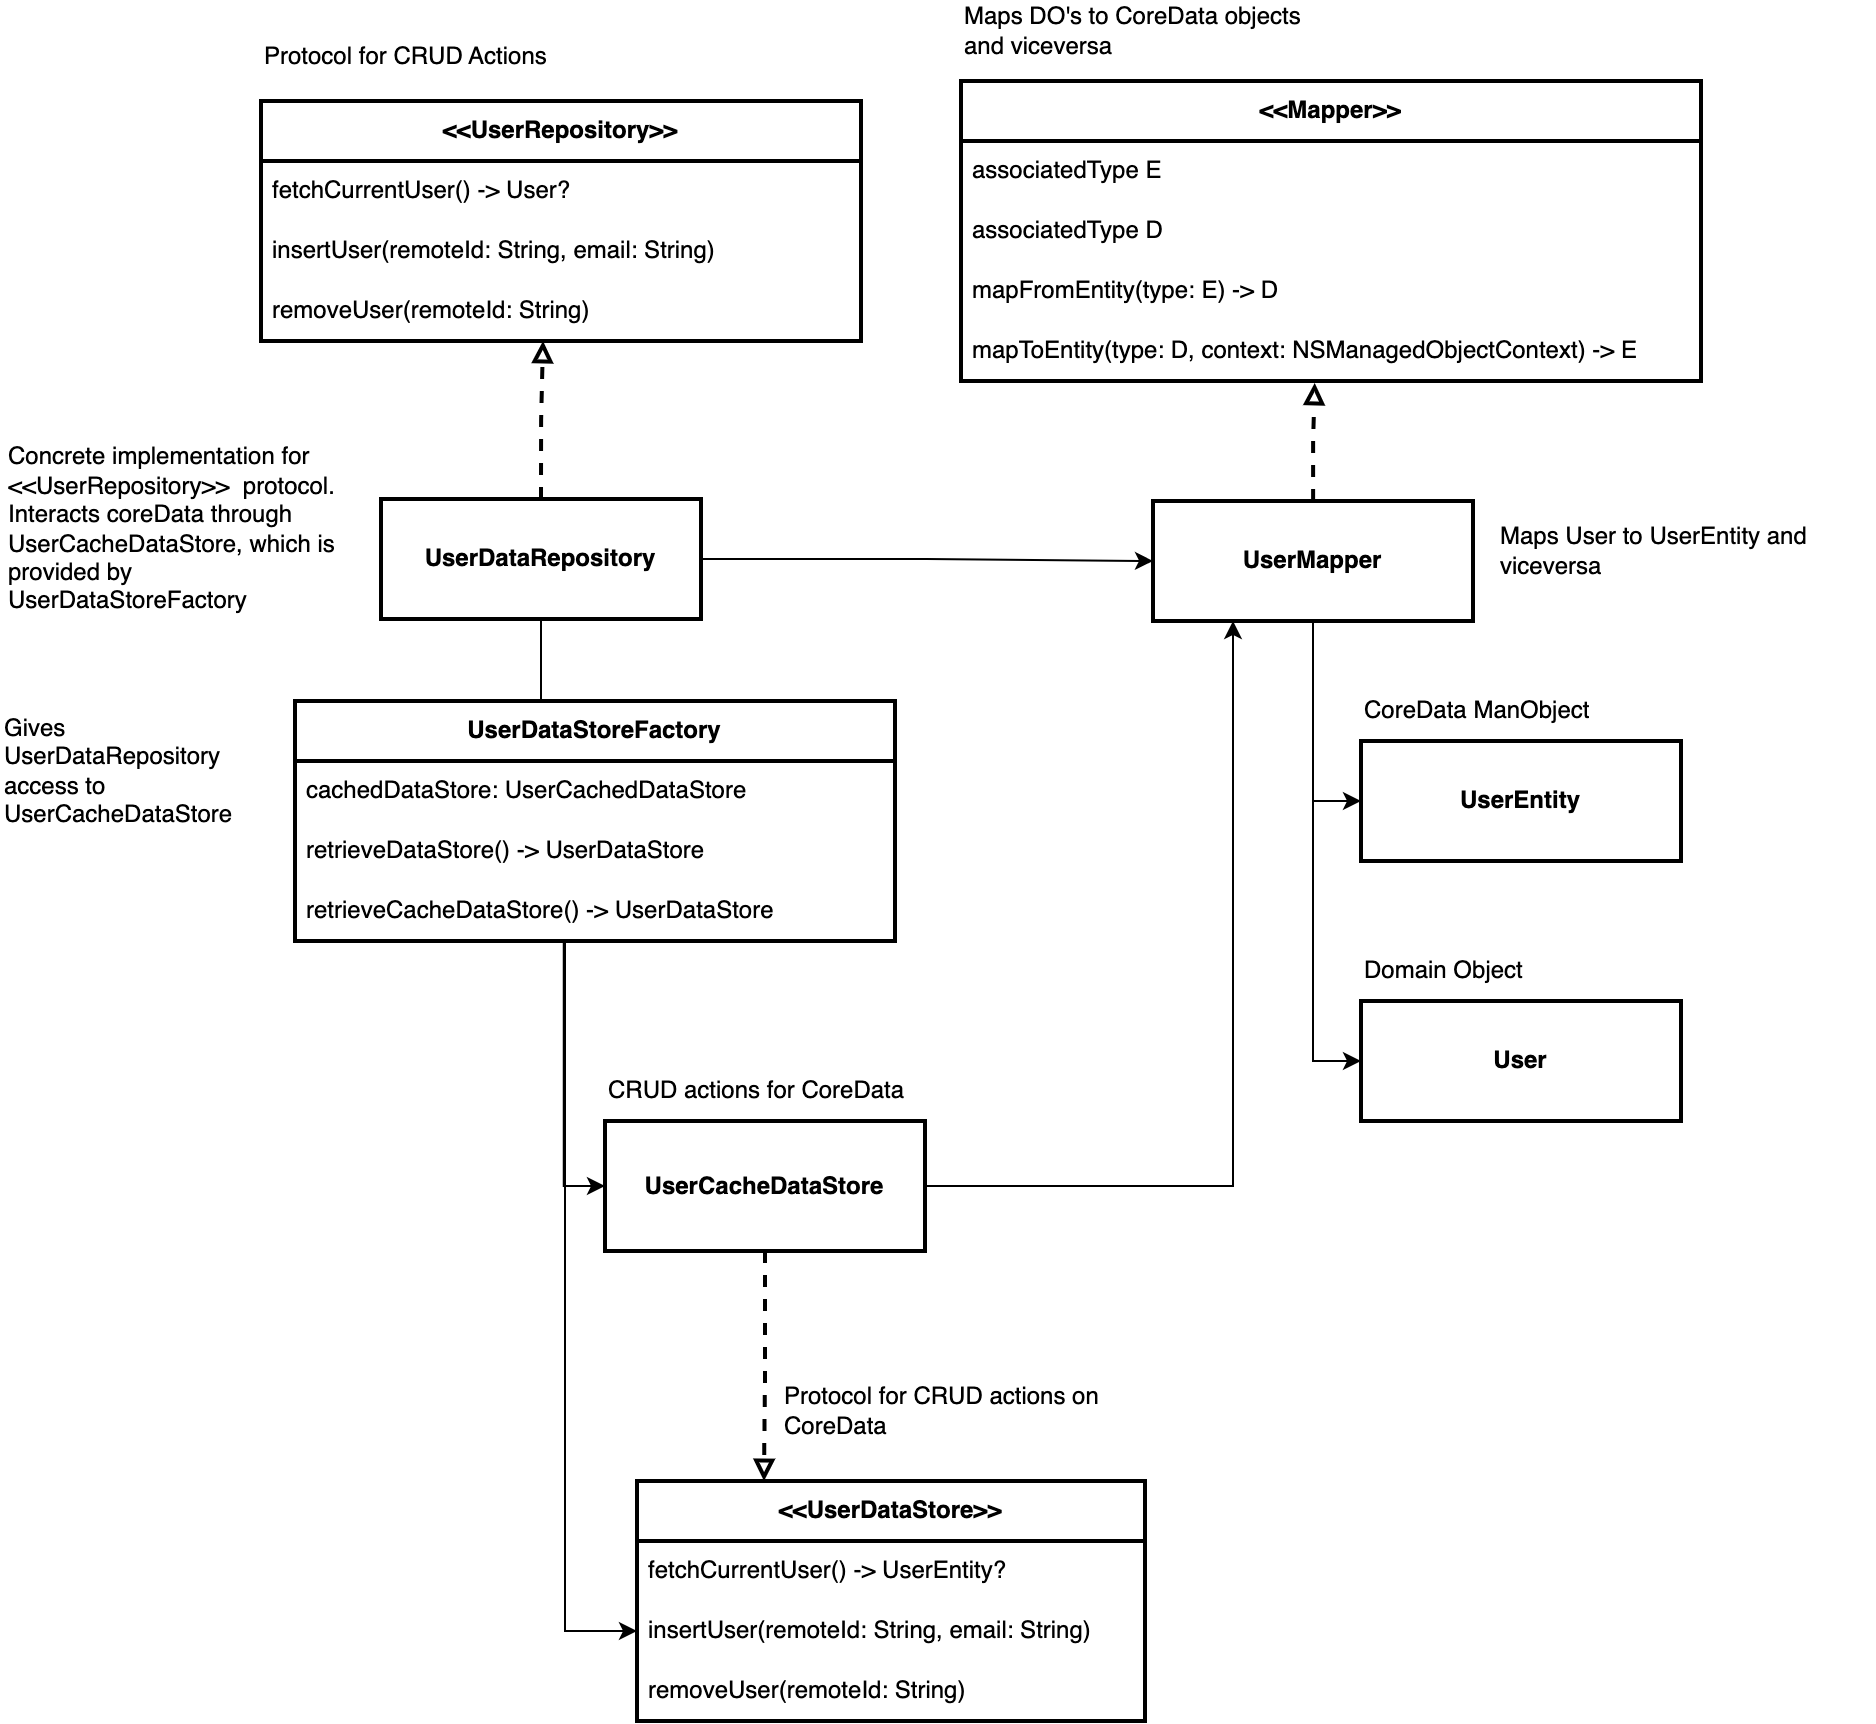 Maps DO's to CoreData objects
and viceversa
Protocol for CRUD Actions
<<UserRepository>>
fetchCurrentUser() -> User?
insertUser(remoteId: String, email: String)
removeUser(remoteId: String)
<<Mapper>>
associatedType E
associatedType D
mapFromEntity(type: E) -> D
mapToEntity(type: D, context: NSManagedObjectContext) -> E
Concrete implementation for
<<UserRepository>>  protocol.
Interacts coreData through
UserCacheDataStore, which is
provided by
UserDataStoreFactory
UserDataRepository
UserMapper
Maps User to UserEntity and
viceversa
Gives
UserDataRepository
access to
UserCacheDataStore
UserDataStoreFactory
cachedDataStore: UserCachedDataStore
retrieveDataStore() -> UserDataStore
retrieveCacheDataStore() -> UserDataStore
CoreData ManObject
UserEntity
Domain Object
User
CRUD actions for CoreData
UserCacheDataStore
Protocol for CRUD actions on
CoreData
<<UserDataStore>>
fetchCurrentUser() -> UserEntity?
insertUser(remoteId: String, email: String)
removeUser(remoteId: String)